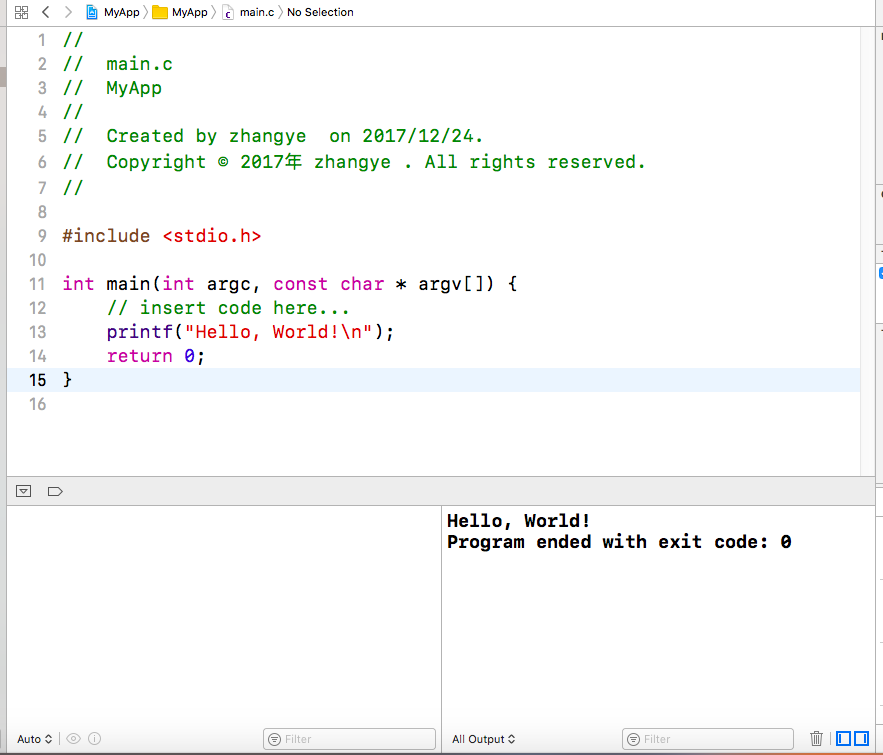 MyApp MyApp main.c No Selection
1 //
2 //  main.c
3 //  MyApp
4 //
5 //  Created by zhangye  on 2017/12/24.
6 //  Copyright © 2017年 zhangye . All rights reserved.
7 //
8
9 #include <stdio.h>
10
11 int main(int argc, const char * argv[]) {
12     // insert code here...
13     printf("Hello, World!\n");
14     return 0;
15 }
16
Hello, World!
Program ended with exit code: 0
Auto Filter All Output Filter